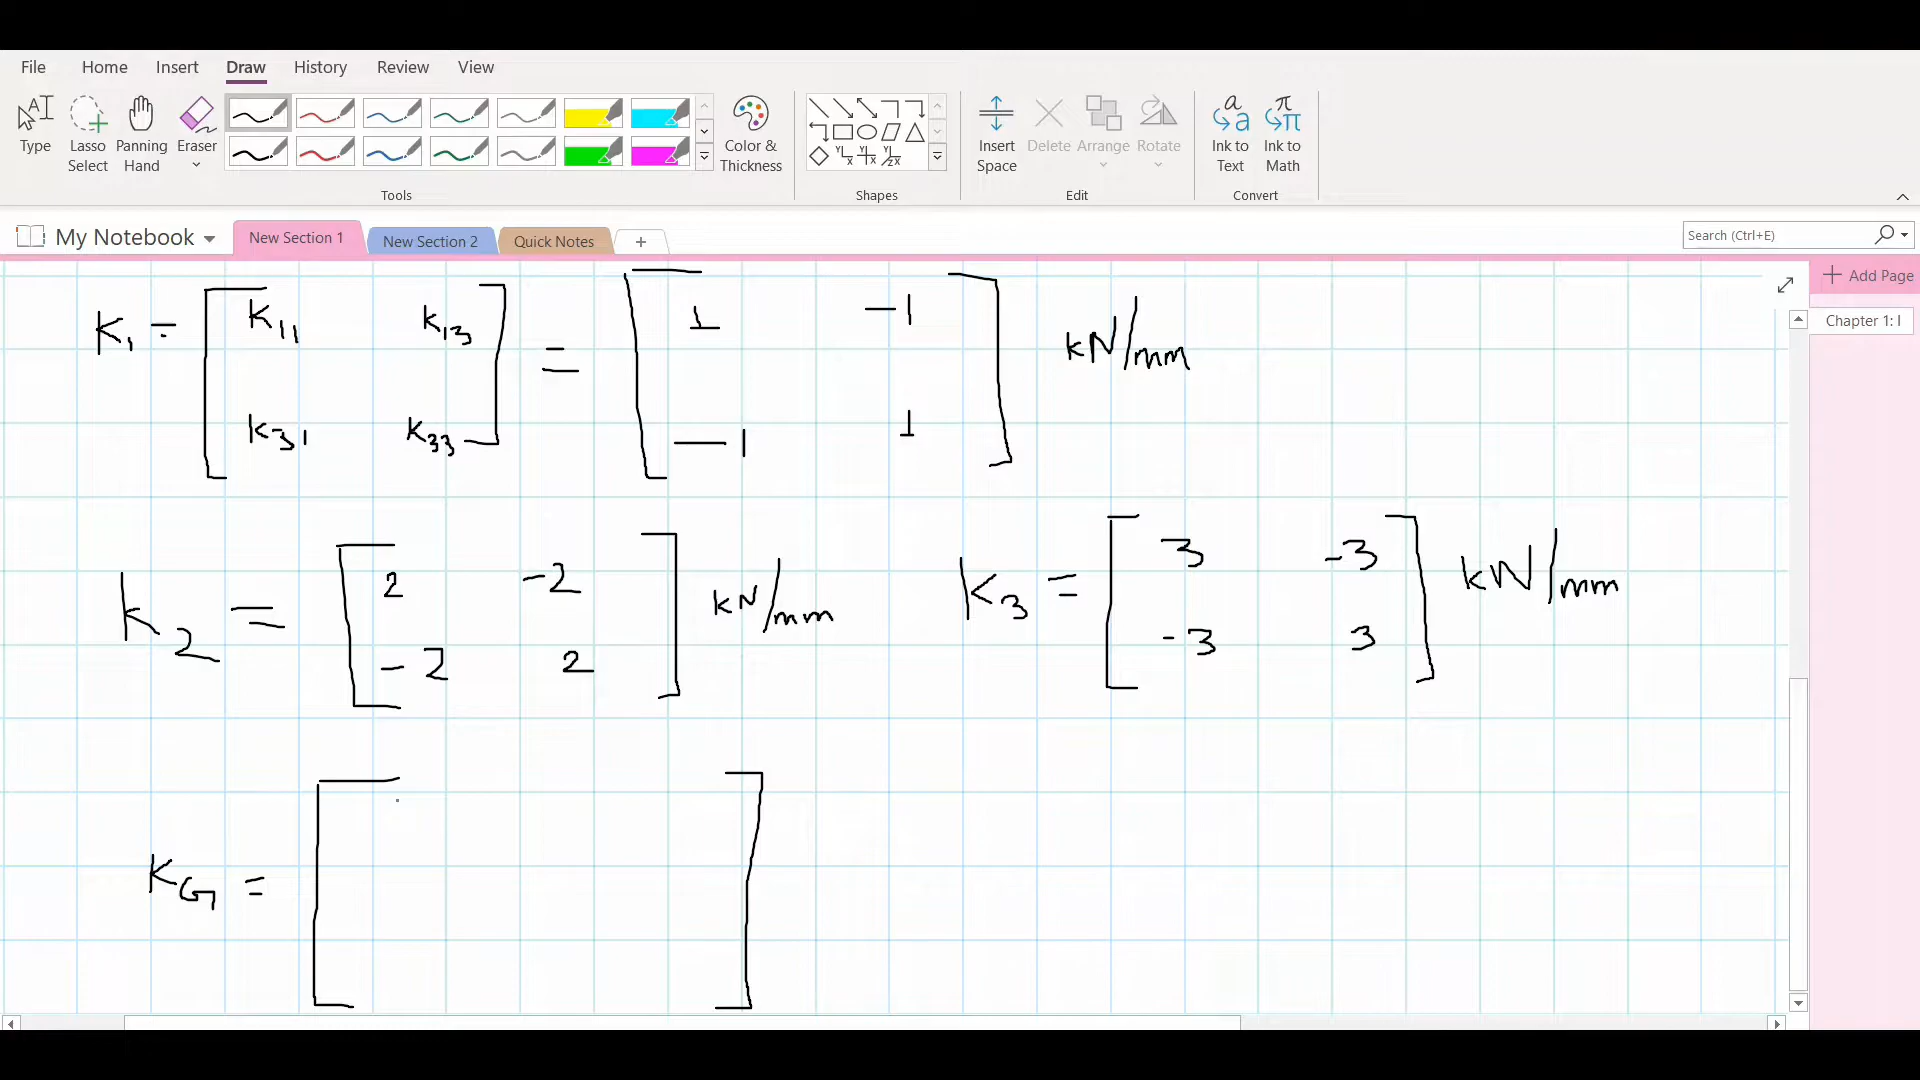 File Home Insert Draw History Review View
Type Lasso Select Panning Hand Eraser Color & Thickness Insert Space Delete Arrange Rotate Ink to Text Ink to Math
Tools Shapes Edit Convert
My Notebook New Section 1 New Section 2 Quick Notes + Search (Ctrl+E)
+ Add Page
Chapter 1: I
K₁ = [ k₁₁ k₁₃ ] = [ 1 -1 ] kN/mm
k₃₁ k₃₃ -1 1
k₂ = [ 2 -2 ] kN/mm K₃ = [ 3 -3 ] kN/mm
-2 2 -3 3
K_G = [ ]